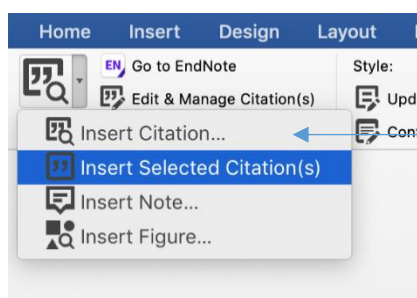 Home Insert Design Layout
EN Go to EndNote Style:
Edit & Manage Citation(s)
Insert Citation...
Insert Selected Citation(s)
Insert Note...
Insert Figure...